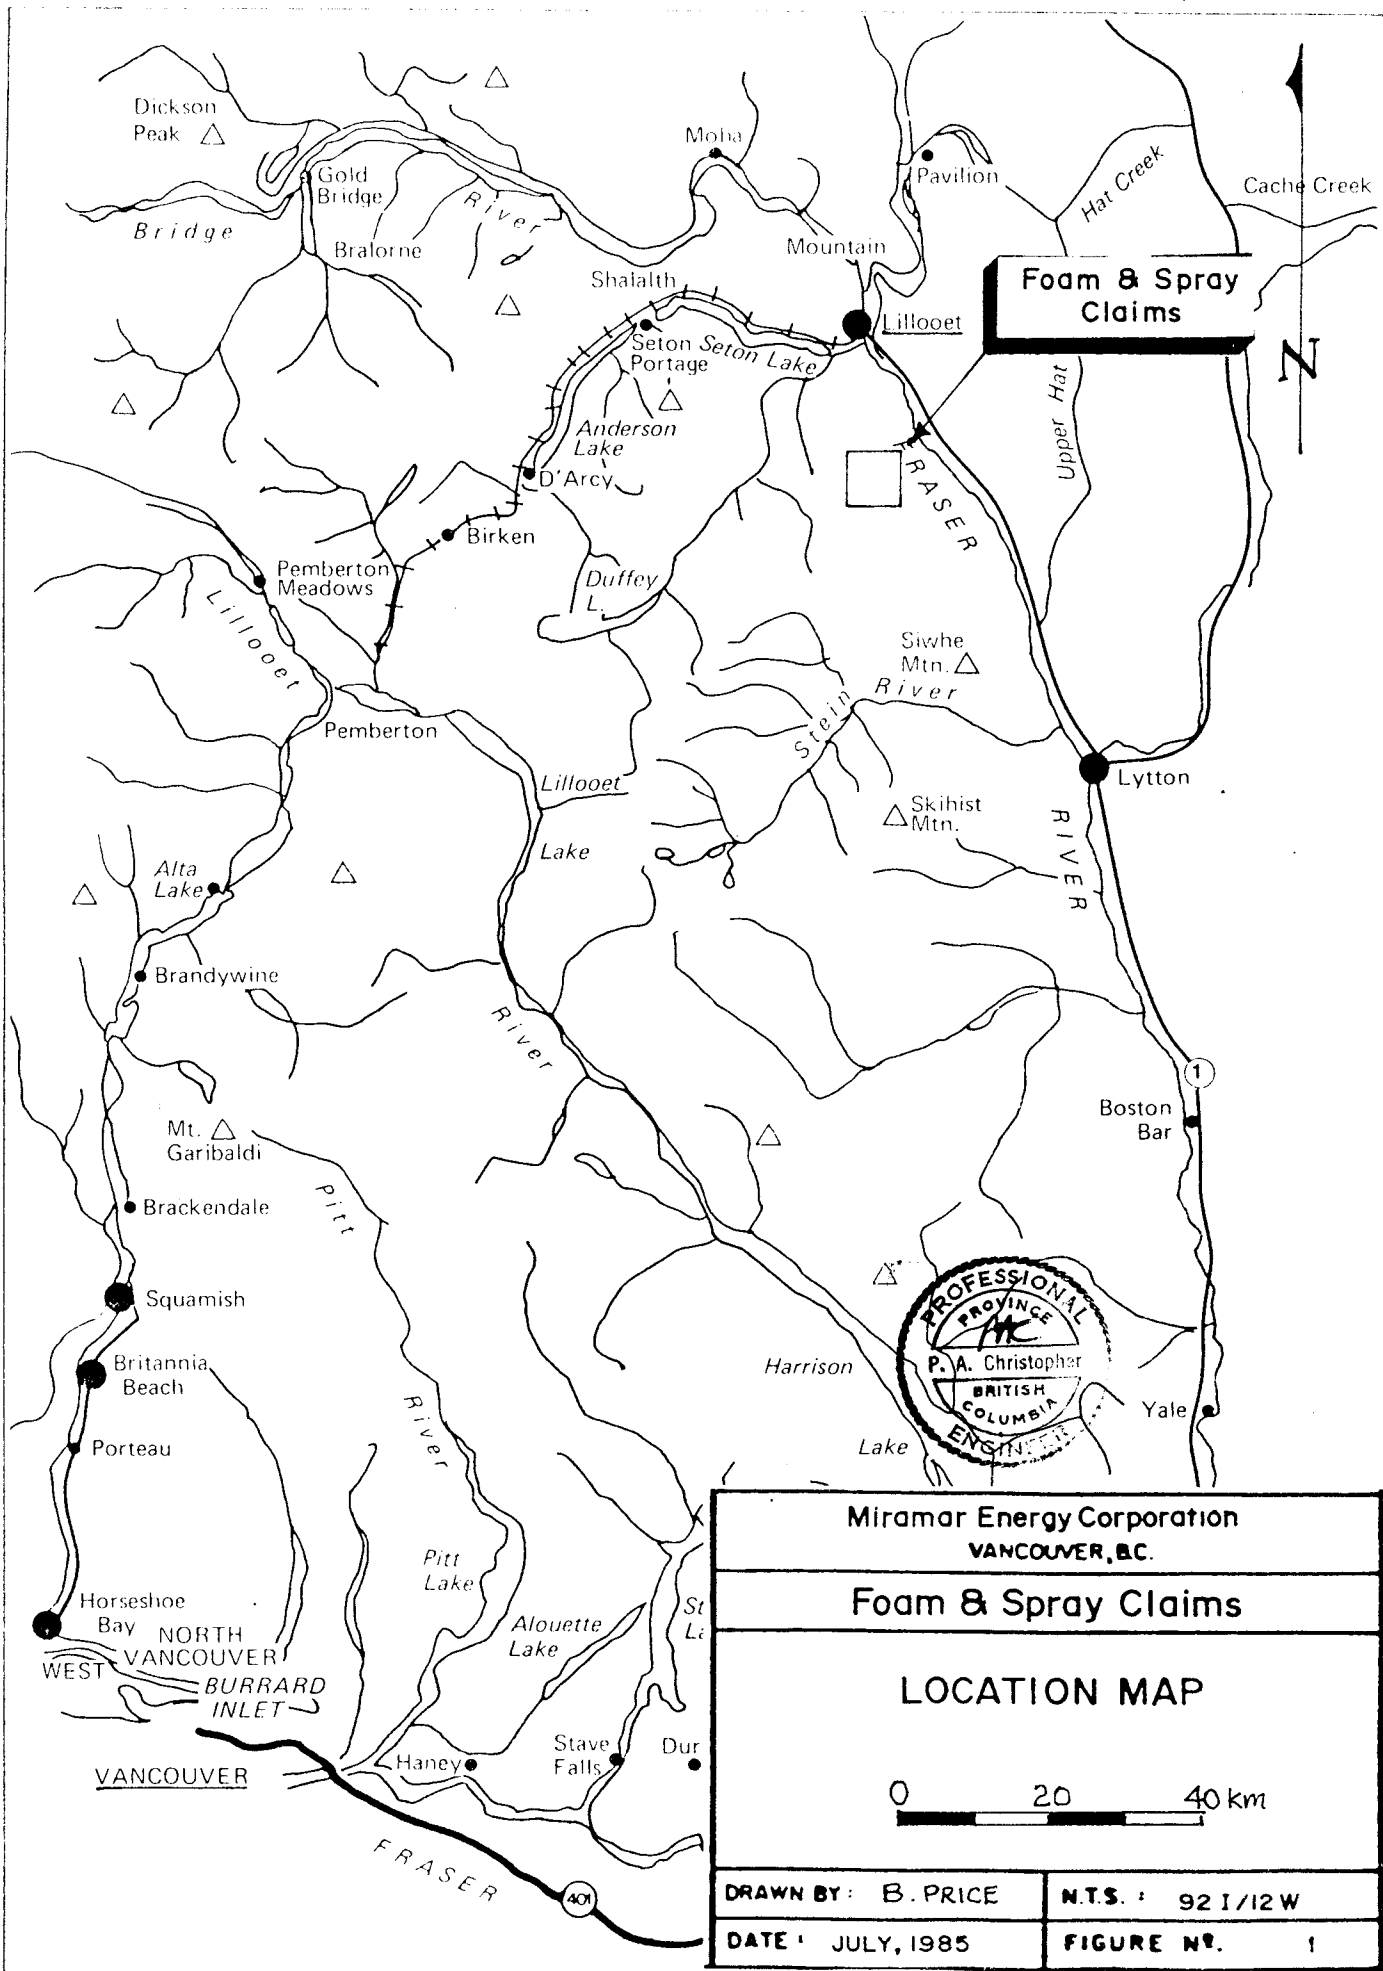 Dickson
Peak
Moha
Pavilion
Hat Creek
Cache Creek
Gold
Bridge
River
Bridge
Bralorne
Mountain
Shalalth
Foam & Spray
Claims
Lillooet
N
Seton
Portage
Seton Lake
Upper Hat
Anderson
Lake
D'Arcy
FRASER
Birken
Pemberton
Meadows
Duffey
L.
Lillooet
Siwhe
Mtn.
River
Stein
Pemberton
Lytton
Lillooet
Skihist
Mtn.
RIVER
Lake
Alta
Lake
Brandywine
River
1
Boston
Bar
Mt.
Garibaldi
Pitt
Brackendale
Squamish
PROFESSIONAL
PROVINCE
P. A. Christopher
BRITISH
COLUMBIA
Harrison
Britannia
Beach
River
Yale
Porteau
Lake
Miramar Energy Corporation
VANCOUVER, B.C.
Pitt
Lake
Foam & Spray Claims
Horseshoe
Bay
NORTH
VANCOUVER
WEST
Alouette
Lake
St
La
BURRARD
INLET
LOCATION MAP
Stave
Falls
Dur
Haney
VANCOUVER
0 20 40 km
FRASER
401
DRAWN BY: B. PRICE
N.T.S.: 92 I/12 W
DATE: JULY, 1985
FIGURE Nº. 1